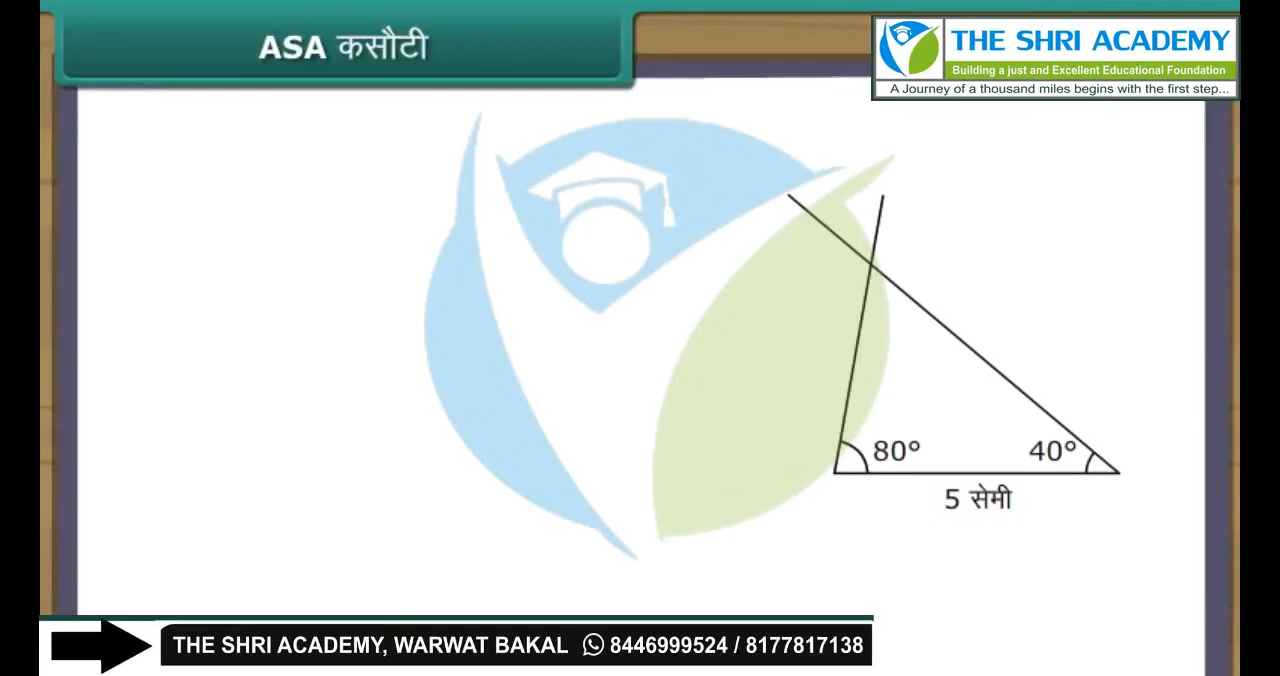 ASA कसौटी
THE SHRI ACADEMY
Building a just and Excellent Educational Foundation
A Journey of a thousand miles begins with the first step...
80°
40°
5 सेमी
THE SHRI ACADEMY, WARWAT BAKAL 8446999524 / 8177817138